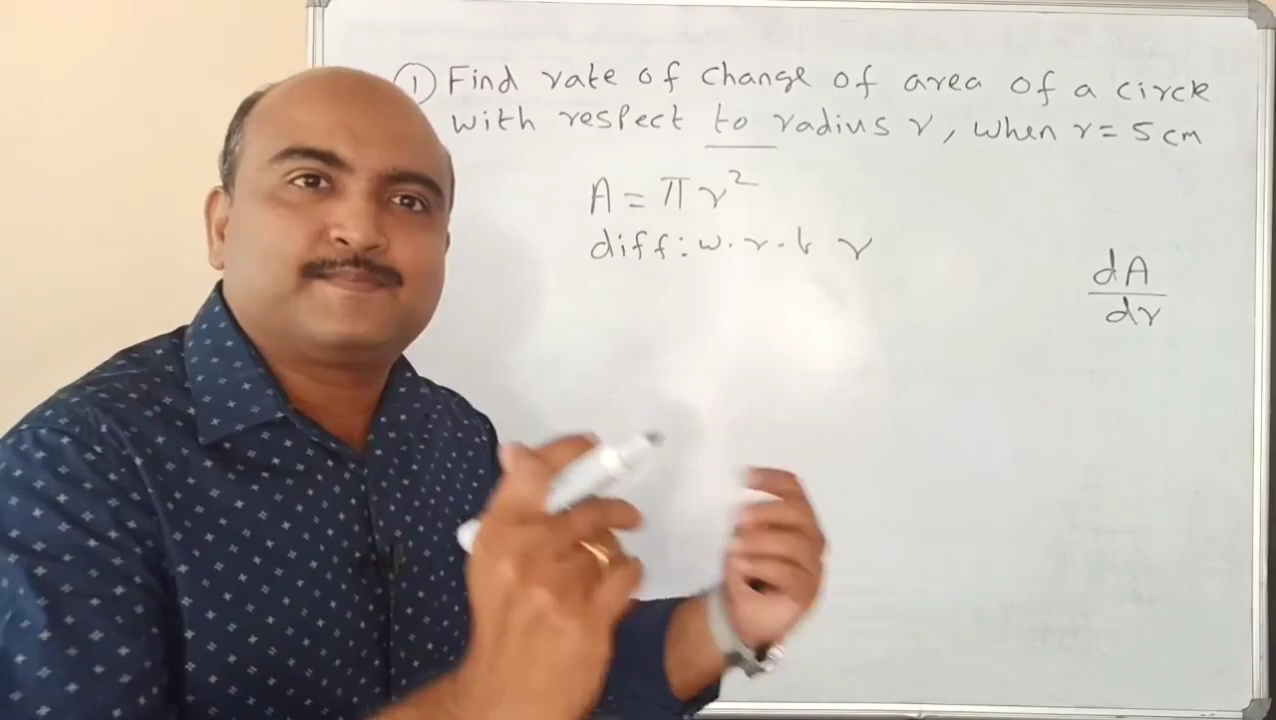 ① Find rate of change of area of a circle
with respect to radius r, when r = 5 cm
A = πr²
diff: w.r.t r
dA
dr